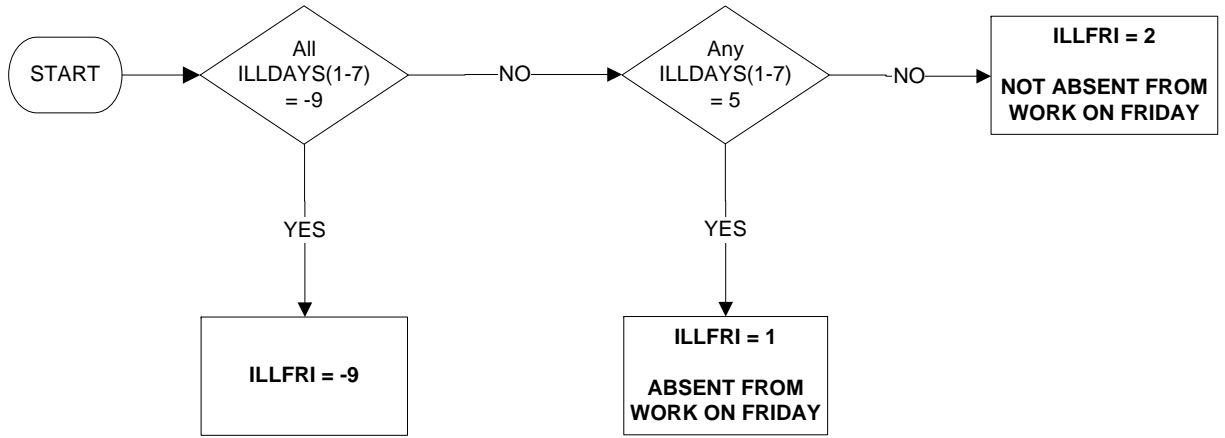 START
All
ILLDAYS(1-7)
= -9
NO
Any
ILLDAYS(1-7)
= 5
NO
ILLFRI = 2
NOT ABSENT FROM
WORK ON FRIDAY
YES
YES
ILLFRI = -9
ILLFRI = 1
ABSENT FROM
WORK ON FRIDAY